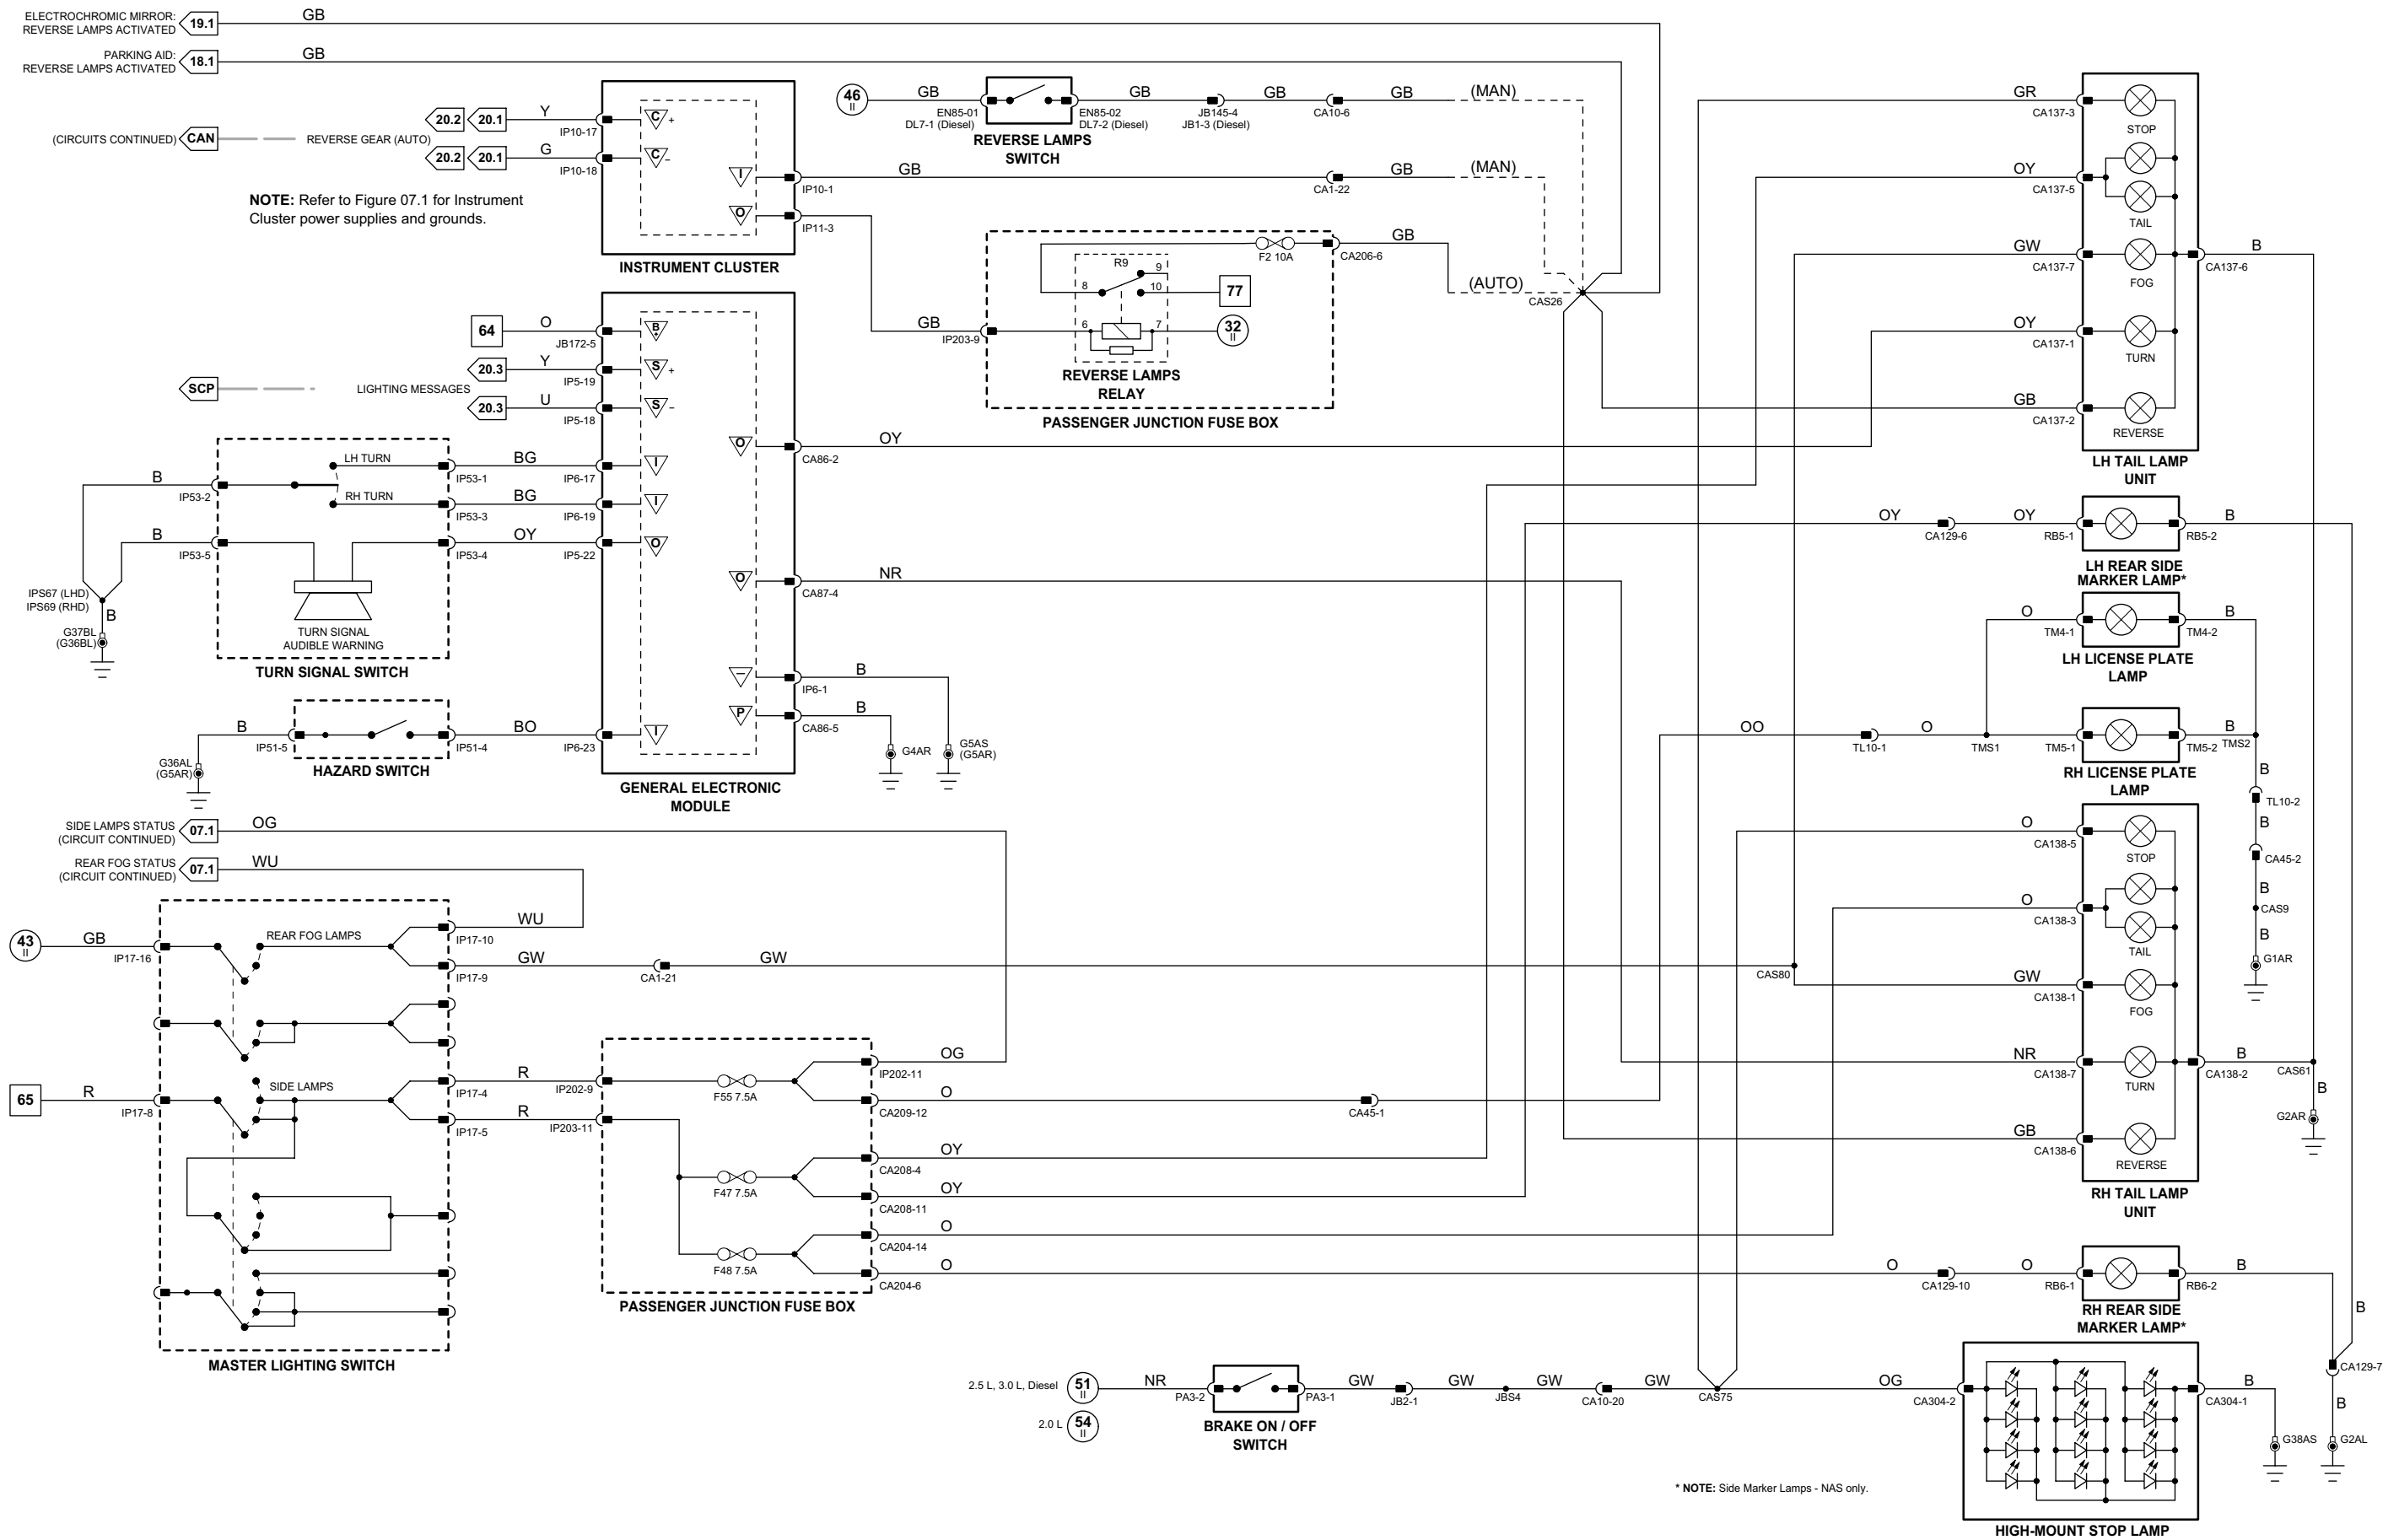 ELECTROCHROMIC MIRROR:
REVERSE LAMPS ACTIVATED
19.1
GB
PARKING AID:
REVERSE LAMPS ACTIVATED
18.1
GB
(CIRCUITS CONTINUED)
CAN
REVERSE GEAR (AUTO)
20.2
20.1
Y
IP10-17
C
+
20.2
20.1
G
IP10-18
C
–
I
IP10-1
GB
CA1-22
GB
(MAN)
O
IP11-3
NOTE: Refer to Figure 07.1 for Instrument
Cluster power supplies and grounds.
INSTRUMENT CLUSTER
46
II
GB
EN85-01
DL7-1 (Diesel)
EN85-02
DL7-2 (Diesel)
REVERSE LAMPS
SWITCH
GB
JB145-4
JB1-3 (Diesel)
GB
CA10-6
GB
(MAN)
GB
IP203-9
R9
9
8
10
6
7
77
32
II
F2 10A
CA206-6
GB
(AUTO)
CAS26
REVERSE LAMPS
RELAY
PASSENGER JUNCTION FUSE BOX
64
O
JB172-5
B
+
20.3
Y
IP5-19
S
+
20.3
U
IP5-18
S
–
SCP
LIGHTING MESSAGES
O
CA86-2
OY
B
IP53-2
LH TURN
RH TURN
IP53-1
BG
IP6-17
I
IP53-3
BG
IP6-19
I
B
IP53-5
IP53-4
OY
IP5-22
O
IPS67 (LHD)
IPS69 (RHD)
B
G37BL
(G36BL)
TURN SIGNAL
AUDIBLE WARNING
TURN SIGNAL SWITCH
O
CA87-4
NR
–
IP6-1
B
P
CA86-5
B
G4AR
G5AS
(G5AR)
B
IP51-5
IP51-4
BO
IP6-23
I
G36AL
(G5AR)
HAZARD SWITCH
GENERAL ELECTRONIC
MODULE
SIDE LAMPS STATUS
(CIRCUIT CONTINUED)
07.1
OG
REAR FOG STATUS
(CIRCUIT CONTINUED)
07.1
WU
43
II
GB
IP17-16
REAR FOG LAMPS
WU
IP17-10
GW
IP17-9
CA1-21
GW
CAS80
65
R
IP17-8
SIDE LAMPS
IP17-4
R
IP202-9
IP17-5
R
IP203-11
MASTER LIGHTING SWITCH
F55 7.5A
F47 7.5A
F48 7.5A
OG
IP202-11
O
CA209-12
CA45-1
OY
CA208-4
OY
CA208-11
O
CA204-14
O
CA204-6
PASSENGER JUNCTION FUSE BOX
GR
CA137-3
STOP
OY
CA137-5
TAIL
GW
CA137-7
FOG
CA137-6
B
OY
CA137-1
TURN
GB
CA137-2
REVERSE
LH TAIL LAMP
UNIT
OY
CA129-6
OY
RB5-1
RB5-2
B
LH REAR SIDE
MARKER LAMP*
O
TM4-1
TM4-2
B
LH LICENSE PLATE
LAMP
OO
TL10-1
O
TMS1
TM5-1
TM5-2
B
TMS2
RH LICENSE PLATE
LAMP
B
TL10-2
B
CA45-2
B
CAS9
B
G1AR
O
CA138-5
STOP
O
CA138-3
TAIL
GW
CA138-1
FOG
NR
CA138-7
TURN
CA138-2
B
CAS61
B
G2AR
GB
CA138-6
REVERSE
RH TAIL LAMP
UNIT
O
CA129-10
O
RB6-1
RB6-2
B
B
RH REAR SIDE
MARKER LAMP*
2.5 L, 3.0 L, Diesel
51
II
2.0 L
54
II
NR
PA3-2
PA3-1
BRAKE ON / OFF
SWITCH
GW
JB2-1
GW
JBS4
GW
CA10-20
GW
CAS75
OG
CA304-2
CA304-1
B
G38AS
CA129-7
B
G2AL
HIGH-MOUNT STOP LAMP
* NOTE: Side Marker Lamps - NAS only.